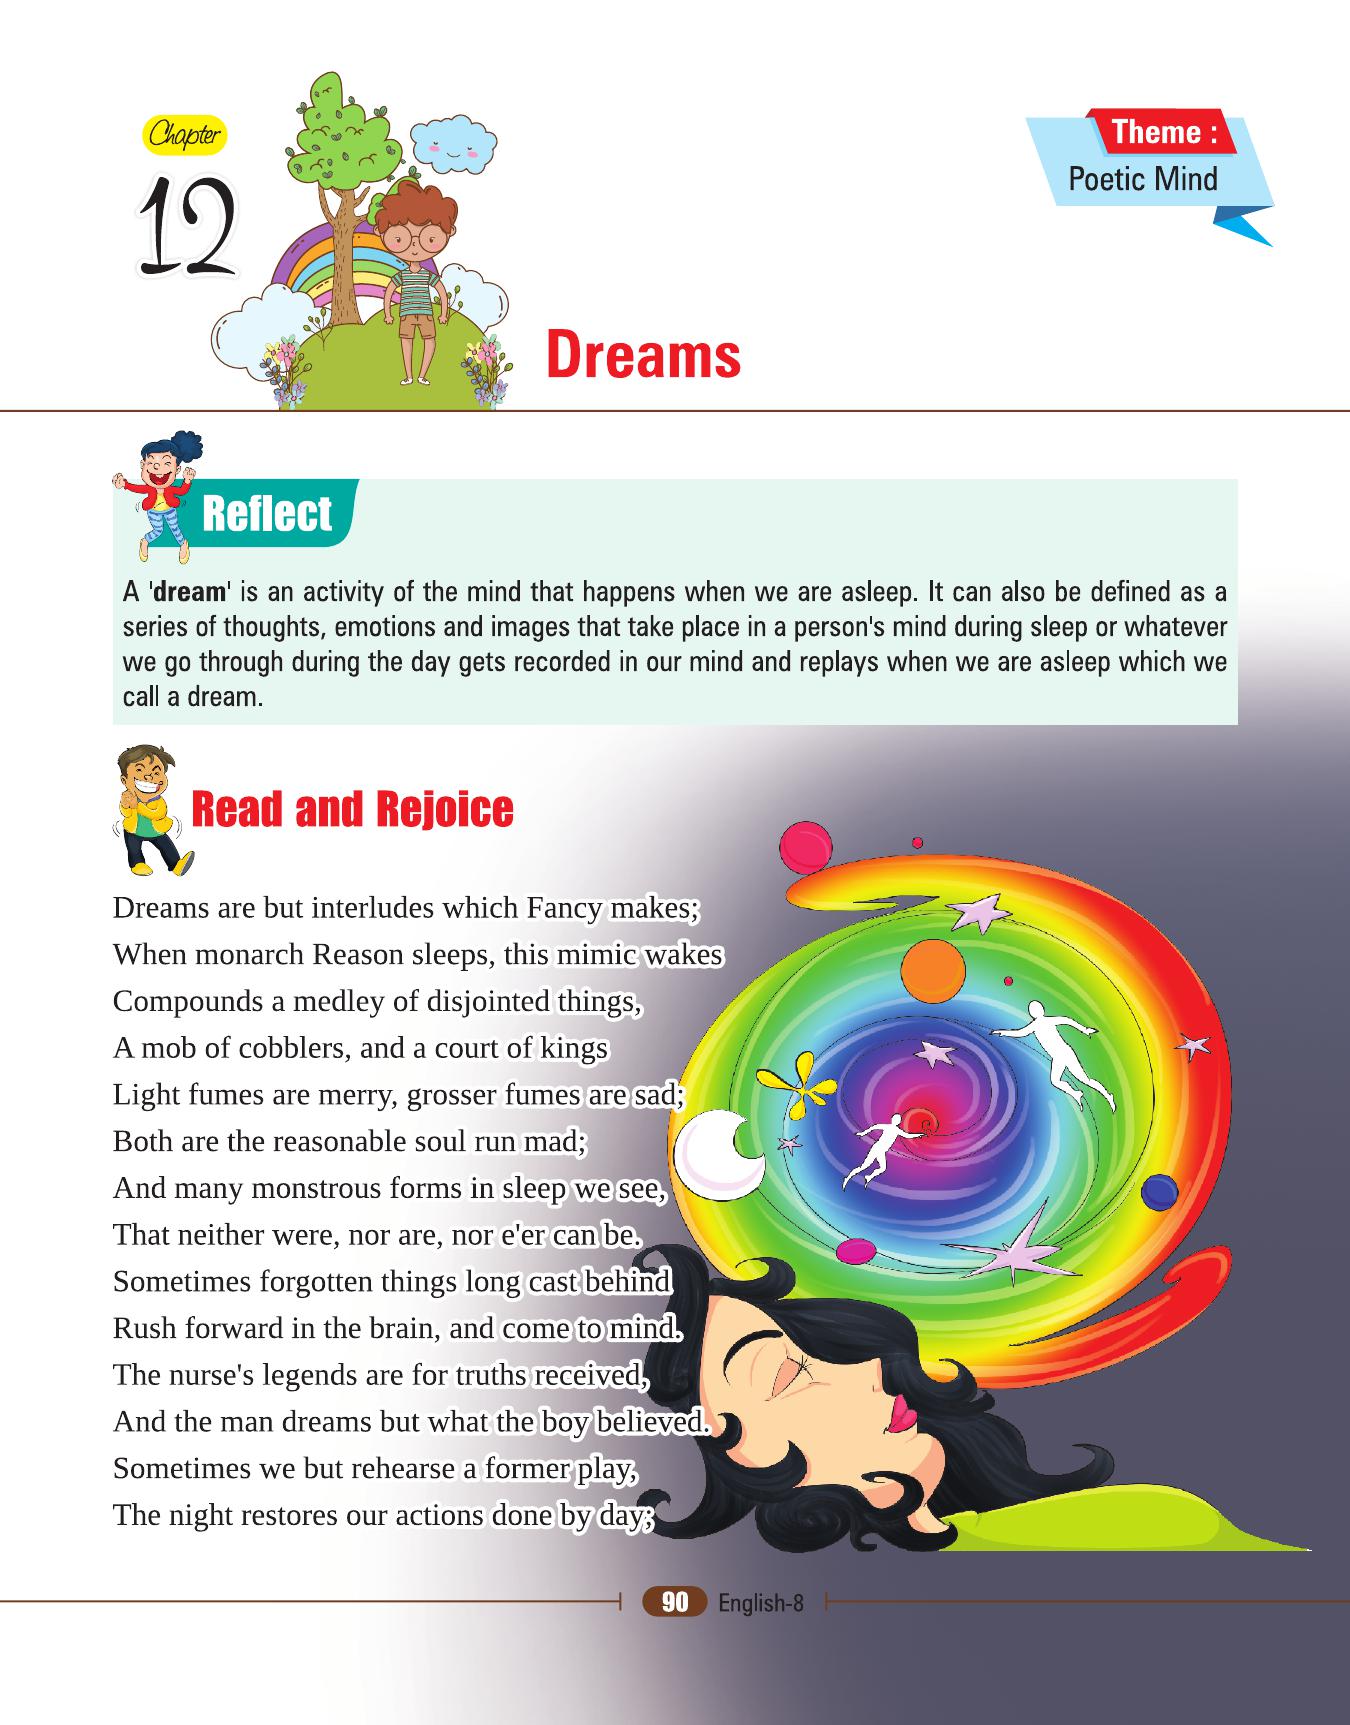 Chapter
12
Theme :
Poetic Mind
Dreams
Reflect
A 'dream' is an activity of the mind that happens when we are asleep. It can also be defined as a
series of thoughts, emotions and images that take place in a person's mind during sleep or whatever
we go through during the day gets recorded in our mind and replays when we are asleep which we
call a dream.
Read and Rejoice
Dreams are but interludes which Fancy makes;
When monarch Reason sleeps, this mimic wakes
Compounds a medley of disjointed things,
A mob of cobblers, and a court of kings
Light fumes are merry, grosser fumes are sad;
Both are the reasonable soul run mad;
And many monstrous forms in sleep we see,
That neither were, nor are, nor e'er can be.
Sometimes forgotten things long cast behind
Rush forward in the brain, and come to mind.
The nurse's legends are for truths received,
And the man dreams but what the boy believed.
Sometimes we but rehearse a former play,
The night restores our actions done by day;
90 English-8